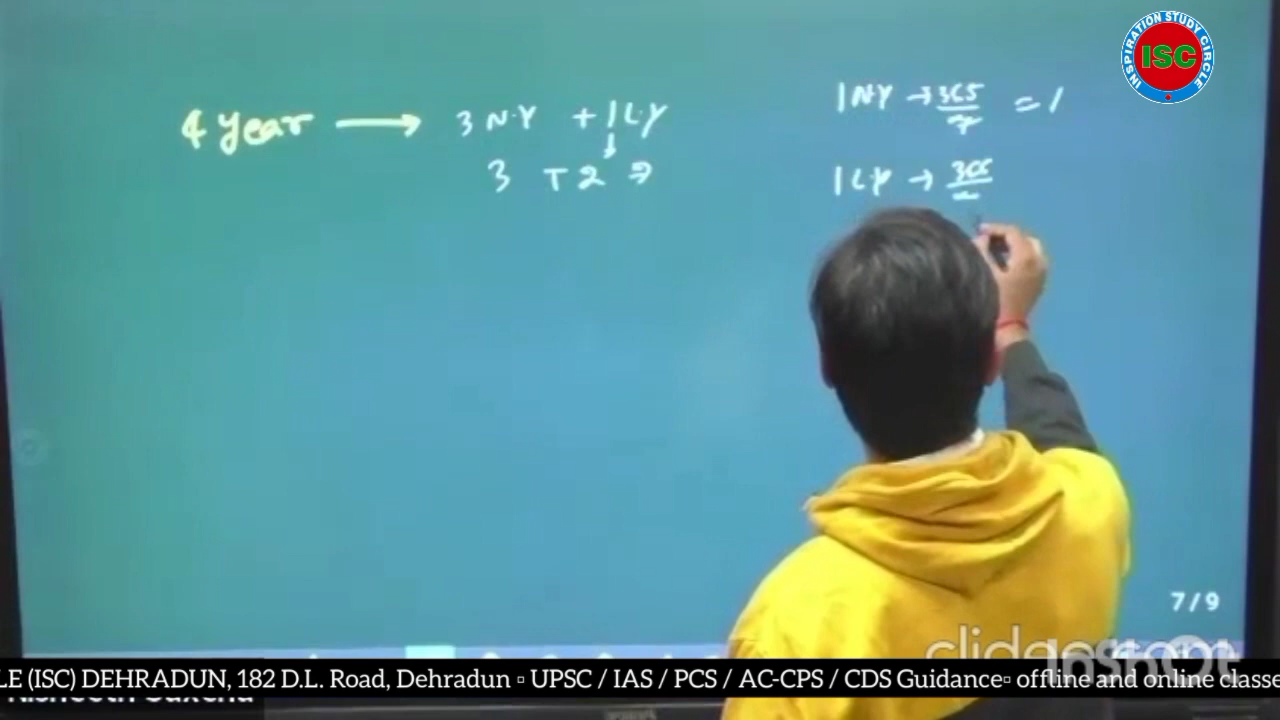 INSPIRATION STUDY CIRCLE
ISC
4 year → 3 N.Y + 1 L.Y
3 + 2 ⇒
1 N.Y → 365/7 = 1
1 L.Y → 366/7
7/9
LE (ISC) DEHRADUN, 182 D.L. Road, Dehradun ▫ UPSC / IAS / PCS / AC-CPS / CDS Guidance▫ offline and online classe